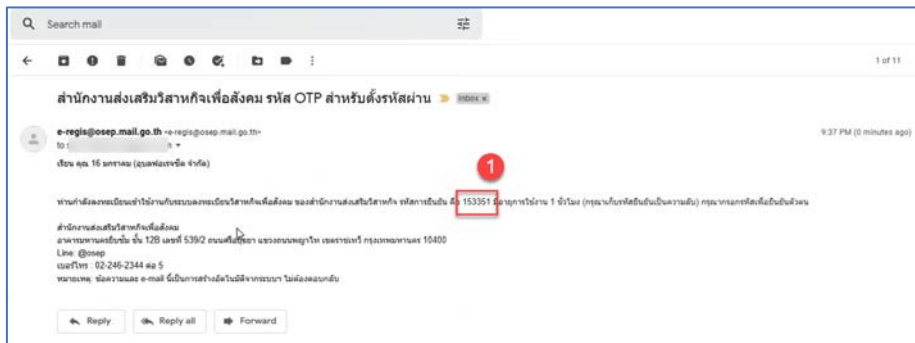 Search mail
1 of 11
สำนักงานส่งเสริมวิสาหกิจเพื่อสังคม รหัส OTP สำหรับตั้งรหัสผ่าน Inbox x
e-regis@osep.mail.go.th <e-regis@osep.mail.go.th> 9:37 PM (0 minutes ago)
to
เรียน คุณ 16 มกราคม (อุบลฟอเรจซีด จำกัด)
1
ท่านกำลังลงทะเบียนเข้าใช้งานกับระบบจดทะเบียนวิสาหกิจเพื่อสังคม ของสำนักงานส่งเสริมวิสาหกิจ รหัสการยืนยัน คือ 153351 มีอายุการใช้งาน 1 ชั่วโมง (กรุณาเก็บรหัสยืนยันเป็นความลับ) กรุณากรอกรหัสเพื่อยืนยันตัวตน
สำนักงานส่งเสริมวิสาหกิจเพื่อสังคม
อาคารมหานครยิปซั่ม ชั้น 12B เลขที่ 539/2 ถนนศรีอยุธยา แขวงถนนพญาไท เขตราชเทวี กรุงเทพมหานคร 10400
Line: @osep
เบอร์โทร : 02-246-2344 ต่อ 5
หมายเหตุ: ข้อความและ e-mail นี้เป็นการสร้างอัตโนมัติจากระบบฯ ไม่ต้องตอบกลับ
Reply Reply all Forward